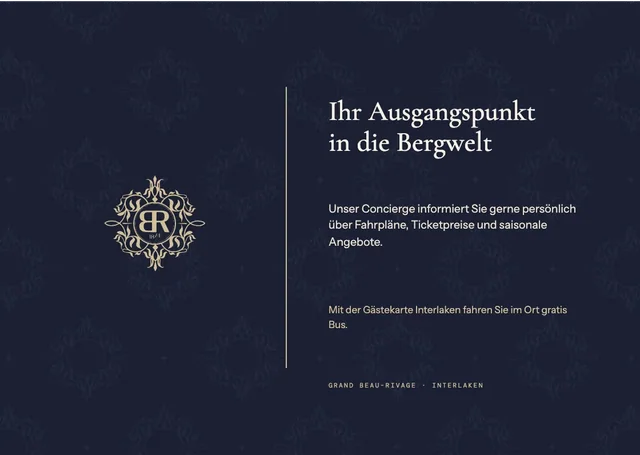 BR
Ihr Ausgangspunkt
in die Bergwelt
Unser Concierge informiert Sie gerne persönlich
über Fahrpläne, Ticketpreise und saisonale
Angebote.
Mit der Gästekarte Interlaken fahren Sie im Ort gratis
Bus.
GRAND BEAU-RIVAGE · INTERLAKEN